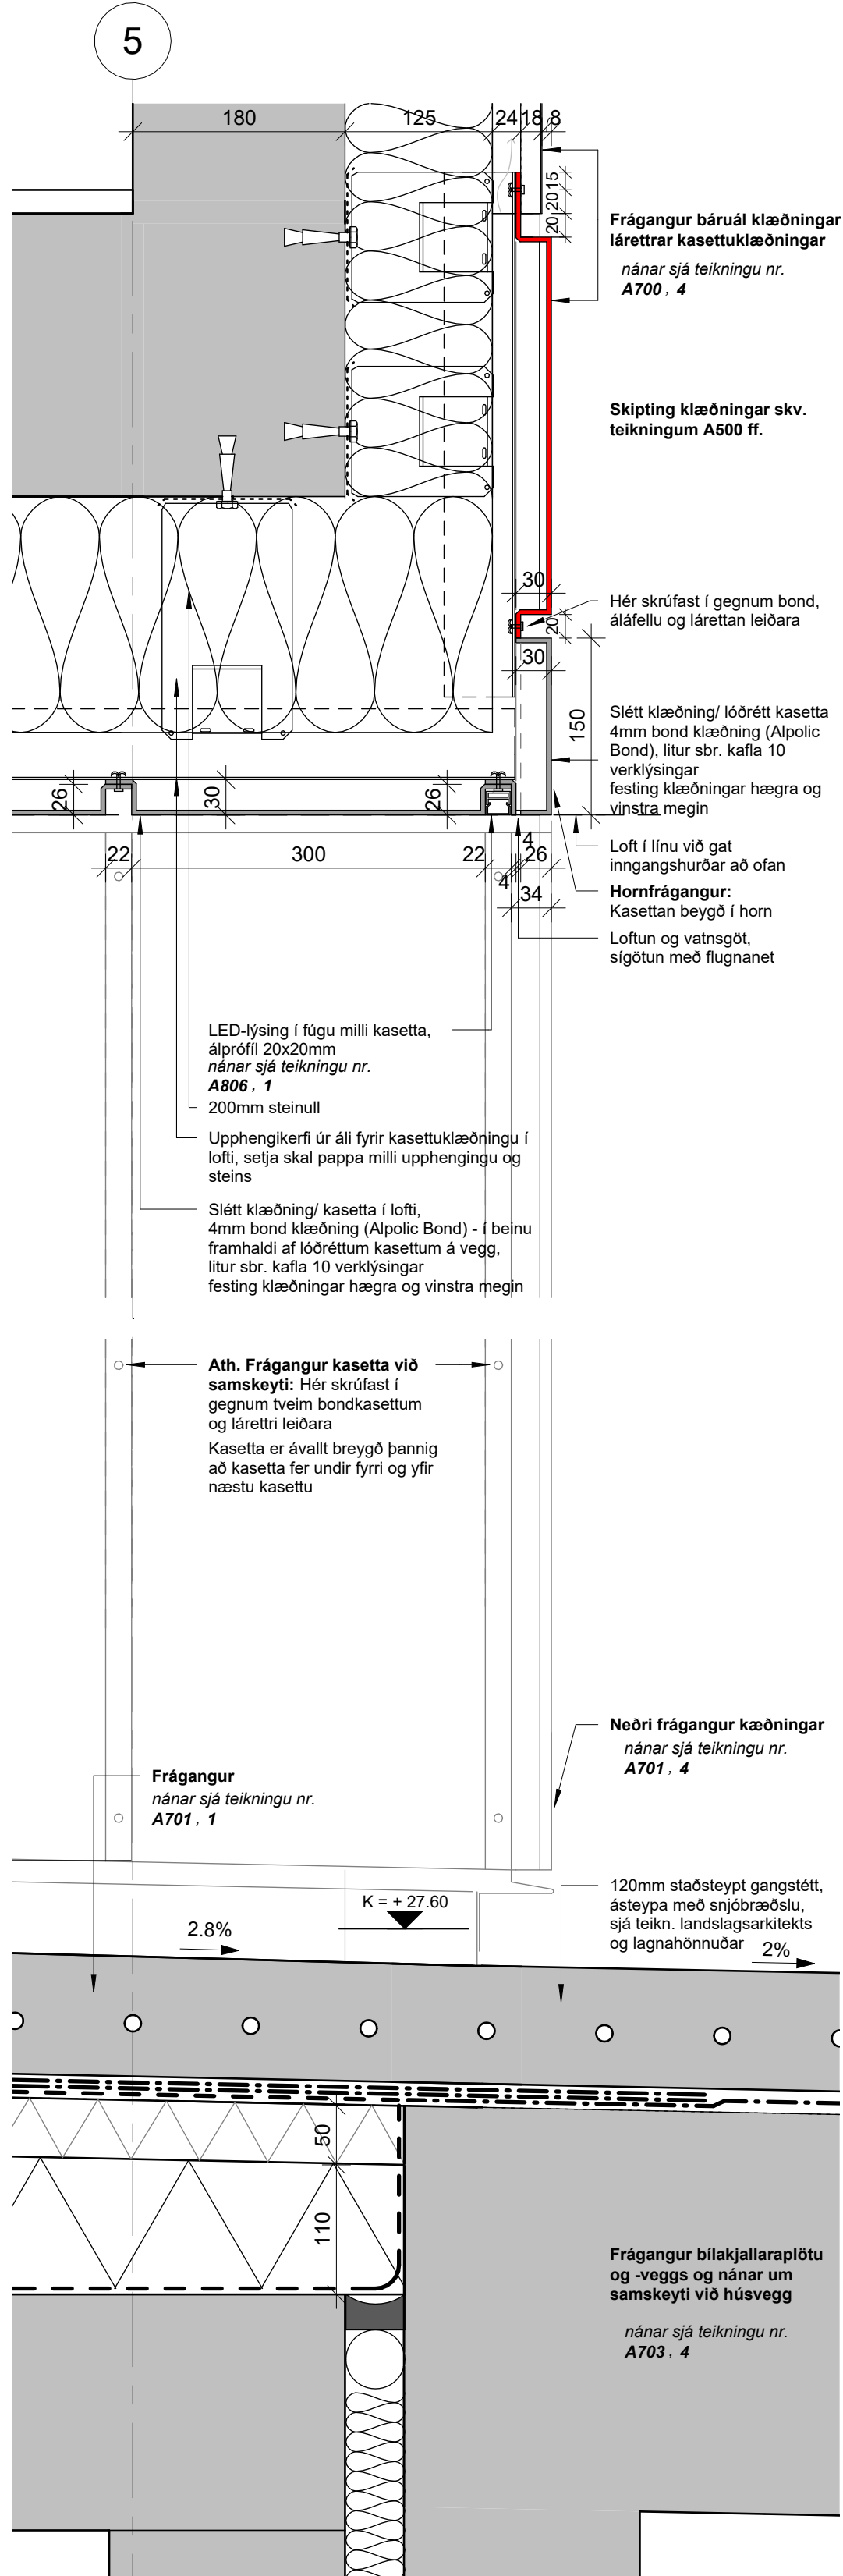 5
180
125
24
18
8
15
20
20
Frágangur báruál klæðningar
lárettrar kasettuklæðningar
nánar sjá teikningu nr.
A700 , 4
Skipting klæðningar skv.
teikningum A500 ff.
30
20
Hér skrúfast í gegnum bond,
áláfellu og lárettan leiðara
30
150
Slétt klæðning/ lóðrétt kasetta
4mm bond klæðning (Alpolic
Bond), litur sbr. kafla 10
verklýsingar
festing klæðningar hægra og
vinstra megin
26
30
26
22
300
22
4
4
26
34
Loft í línu við gat
inngangshurðar að ofan
Hornfrágangur:
Kasettan beygð í horn
Loftun og vatnsgöt,
sígötun með flugnanet
LED-lýsing í fúgu milli kasetta,
álprófíl 20x20mm
nánar sjá teikningu nr.
A806 , 1
200mm steinull
Upphengikerfi úr áli fyrir kasettuklæðningu í
lofti, setja skal pappa milli upphengingu og
steins
Slétt klæðning/ kasetta í lofti,
4mm bond klæðning (Alpolic Bond) - í beinu
framhaldi af lóðréttum kasettum á vegg,
litur sbr. kafla 10 verklýsingar
festing klæðningar hægra og vinstra megin
Ath. Frágangur kasetta við
samskeyti: Hér skrúfast í
gegnum tveim bondkasettum
og lárettri leiðara
Kasetta er ávallt breygð þannig
að kasetta fer undir fyrri og yfir
næstu kasettu
Neðri frágangur kæðningar
nánar sjá teikningu nr.
A701 , 4
Frágangur
nánar sjá teikningu nr.
A701 , 1
120mm staðsteypt gangstétt,
ásteypa með snjóbræðslu,
sjá teikn. landslagsarkitekts
og lagnahönnuðar
K = + 27.60
2.8%
2%
50
110
Frágangur bílakjallaraplötu
og -veggs og nánar um
samskeyti við húsvegg
nánar sjá teikningu nr.
A703 , 4